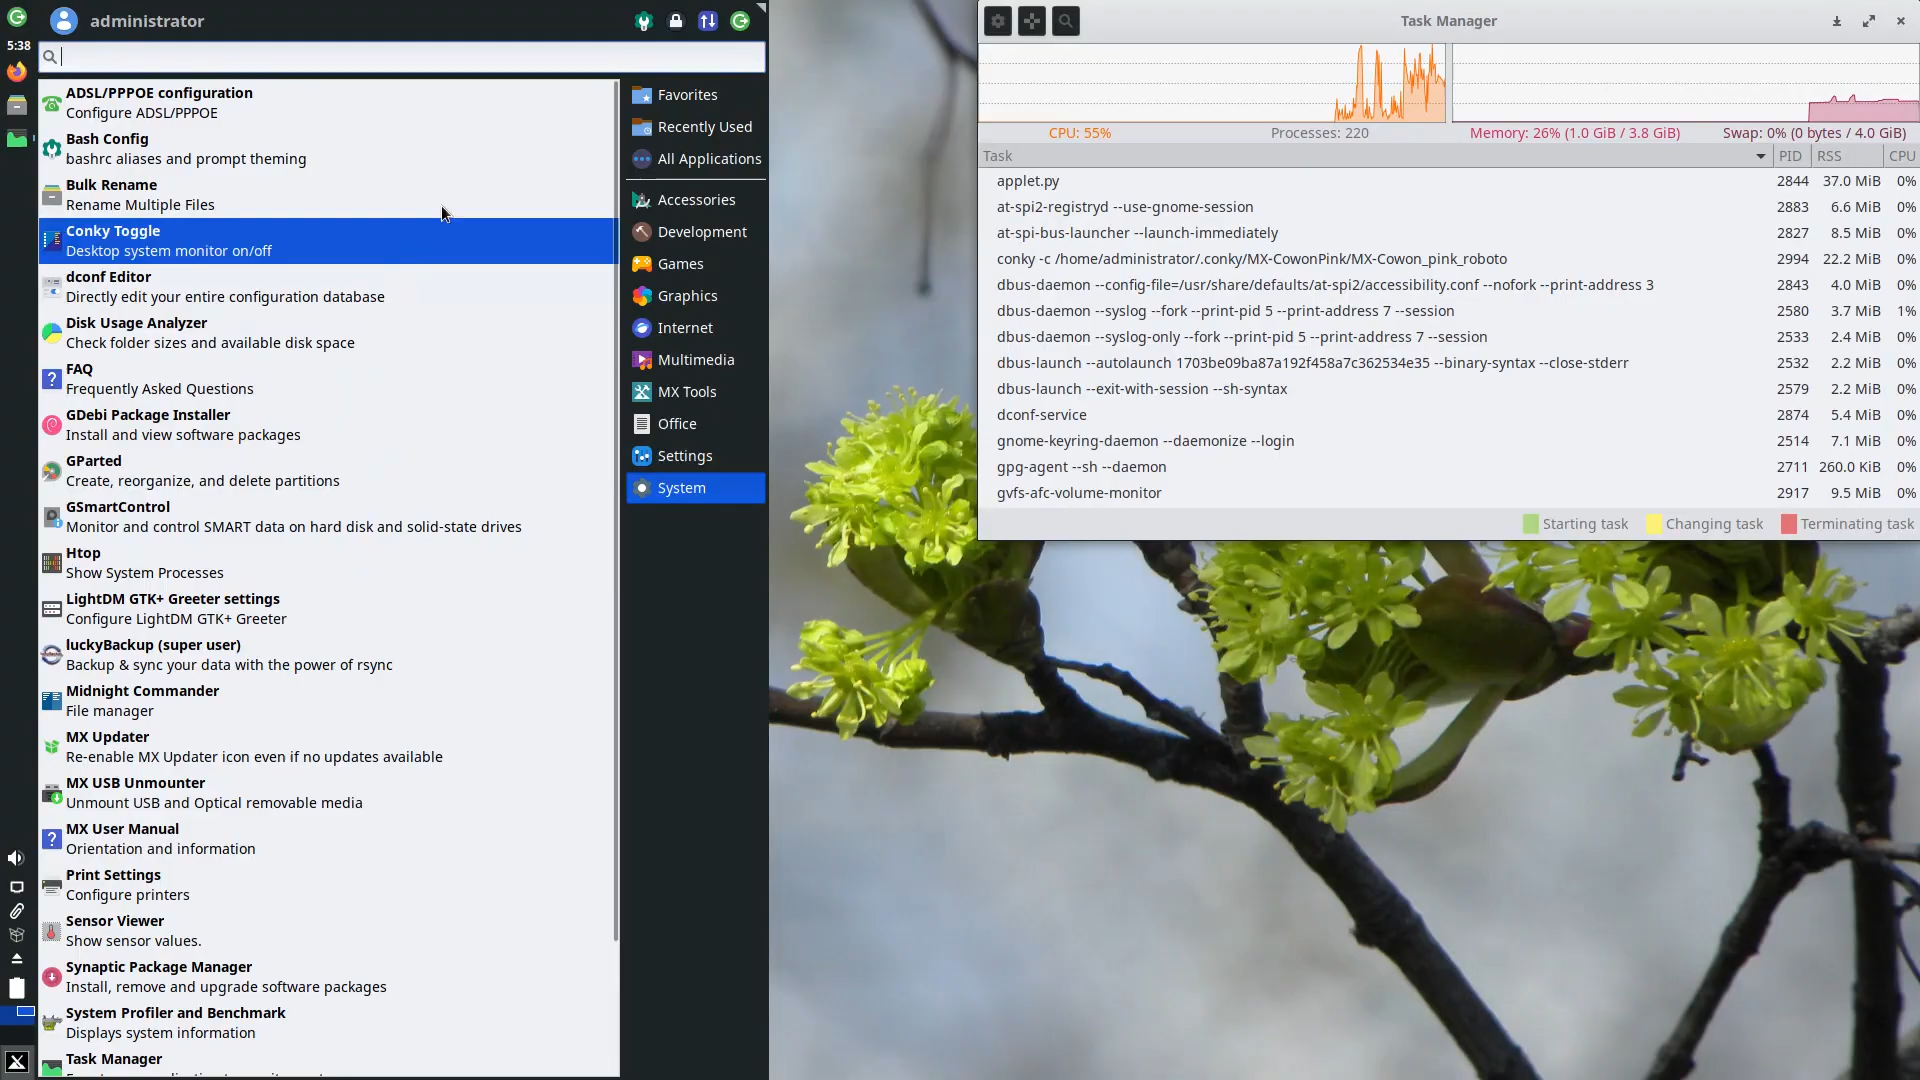 administrator
5:38
ADSL/PPPOE configuration
Configure ADSL/PPPOE
Bash Config
bashrc aliases and prompt theming
Bulk Rename
Rename Multiple Files
Conky Toggle
Desktop system monitor on/off
dconf Editor
Directly edit your entire configuration database
Disk Usage Analyzer
Check folder sizes and available disk space
FAQ
Frequently Asked Questions
GDebi Package Installer
Install and view software packages
GParted
Create, reorganize, and delete partitions
GSmartControl
Monitor and control SMART data on hard disk and solid-state drives
Htop
Show System Processes
LightDM GTK+ Greeter settings
Configure LightDM GTK+ Greeter
luckyBackup (super user)
Backup & sync your data with the power of rsync
Midnight Commander
File manager
MX Updater
Re-enable MX Updater icon even if no updates available
MX USB Unmounter
Unmount USB and Optical removable media
MX User Manual
Orientation and information
Print Settings
Configure printers
Sensor Viewer
Show sensor values.
Synaptic Package Manager
Install, remove and upgrade software packages
System Profiler and Benchmark
Displays system information
Task Manager
Favorites
Recently Used
All Applications
Accessories
Development
Games
Graphics
Internet
Multimedia
MX Tools
Office
Settings
System
Task Manager
CPU: 55% Processes: 220 Memory: 26% (1.0 GiB / 3.8 GiB) Swap: 0% (0 bytes / 4.0 GiB)
Task PID RSS CPU
applet.py 2844 37.0 MiB 0%
at-spi2-registryd --use-gnome-session 2883 6.6 MiB 0%
at-spi-bus-launcher --launch-immediately 2827 8.5 MiB 0%
conky -c /home/administrator/.conky/MX-CowonPink/MX-Cowon_pink_roboto 2994 22.2 MiB 0%
dbus-daemon --config-file=/usr/share/defaults/at-spi2/accessibility.conf --nofork --print-address 3 2843 4.0 MiB 0%
dbus-daemon --syslog --fork --print-pid 5 --print-address 7 --session 2580 3.7 MiB 1%
dbus-daemon --syslog-only --fork --print-pid 5 --print-address 7 --session 2533 2.4 MiB 0%
dbus-launch --autolaunch 1703be09ba87a192f458a7c362534e35 --binary-syntax --close-stderr 2532 2.2 MiB 0%
dbus-launch --exit-with-session --sh-syntax 2579 2.2 MiB 0%
dconf-service 2874 5.4 MiB 0%
gnome-keyring-daemon --daemonize --login 2514 7.1 MiB 0%
gpg-agent --sh --daemon 2711 260.0 KiB 0%
gvfs-afc-volume-monitor 2917 9.5 MiB 0%
Starting task Changing task Terminating task